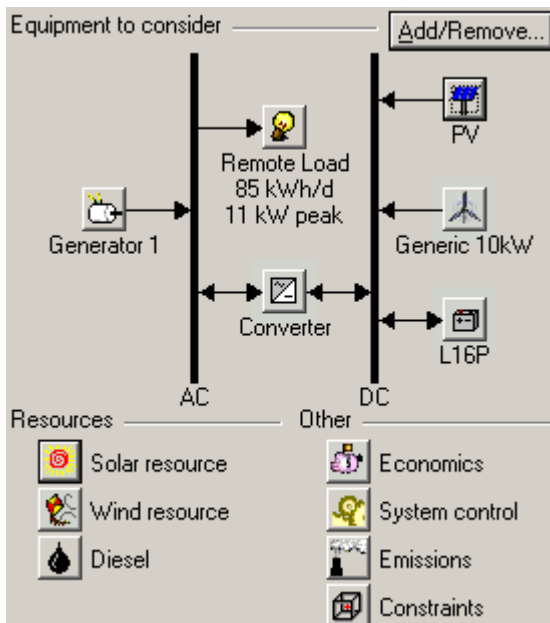 Equipment to consider
Add/Remove...
PV
Remote Load
85 kWh/d
11 kW peak
Generator 1
Generic 10kW
Converter
L16P
AC
DC
Resources
Other
Solar resource
Economics
Wind resource
System control
Diesel
Emissions
Constraints